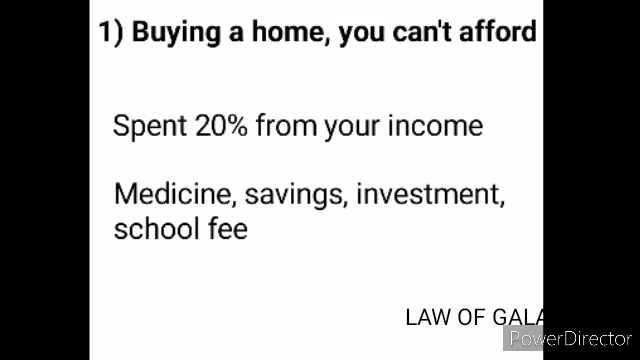 1) Buying a home, you can't afford
Spent 20% from your income
Medicine, savings, investment,
school fee
LAW OF GALA
PowerDirector